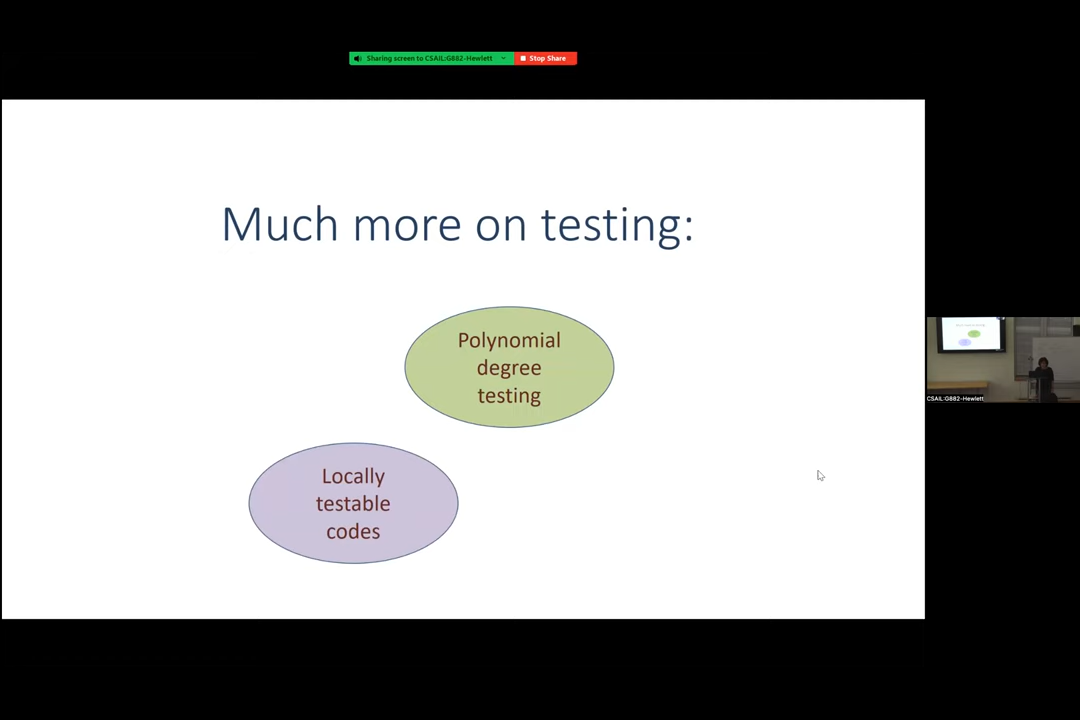 Sharing screen to CSAIL:G882-Hewlett
Stop Share
Much more on testing:
Polynomial
degree
testing
Locally
testable
codes
CSAIL:G882-Hewlett